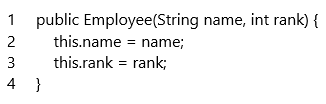 1 public Employee(String name, int rank) {
2 this.name = name;
3 this.rank = rank;
4 }